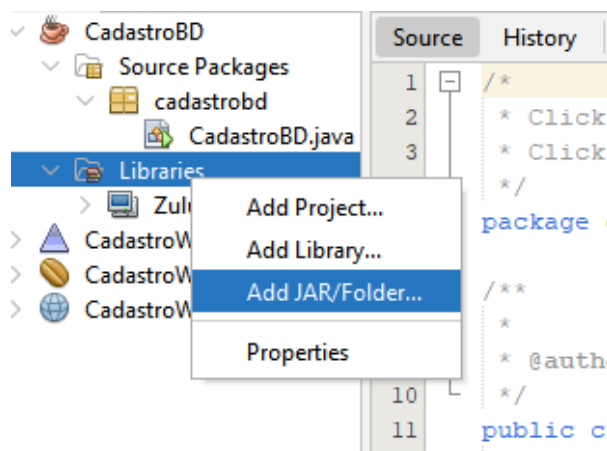 CadastroBD
Source Packages
cadastrobd
CadastroBD.java
Libraries
Zulu
CadastroW
CadastroW
CadastroW
Add Project...
Add Library...
Add JAR/Folder...
Properties
Source History
1 /*
2 * Click
3 * Click
*/
package
/**
*
* @auth
10 */
11 public c